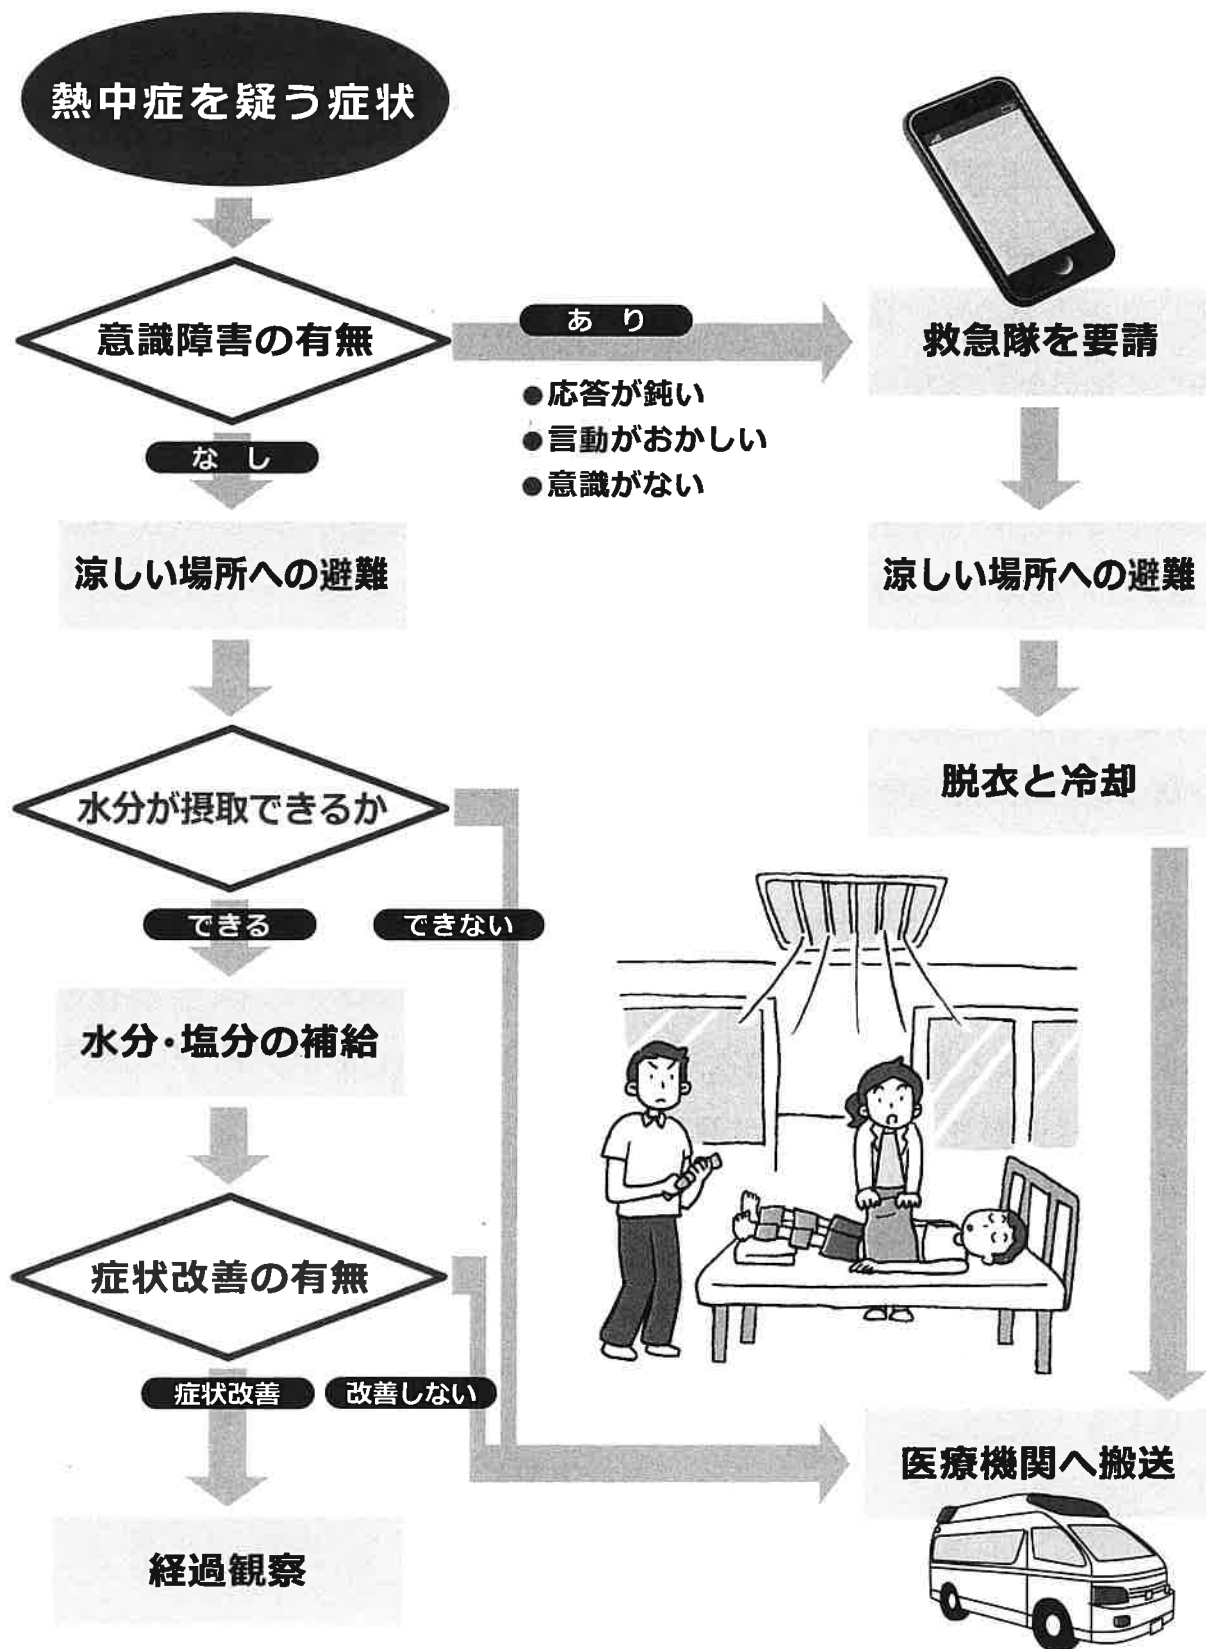 熱中症を疑う症状
意識障害の有無
あり
救急隊を要請
●応答が鈍い
●言動がおかしい
●意識がない
なし
涼しい場所への避難
涼しい場所への避難
水分が摂取できるか
脱衣と冷却
できる
できない
水分・塩分の補給
症状改善の有無
症状改善
改善しない
医療機関へ搬送
経過観察